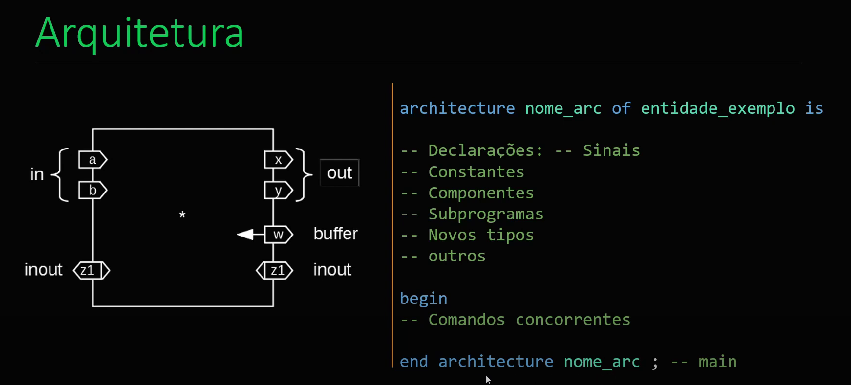 Arquitetura
in
a
b
x
y
out
*
w
buffer
inout
z1
z1
inout
architecture nome_arc of entidade_exemplo is
-- Declarações: -- Sinais
-- Constantes
-- Componentes
-- Subprogramas
-- Novos tipos
-- outros
begin
-- Comandos concorrentes
end architecture nome_arc ; -- main